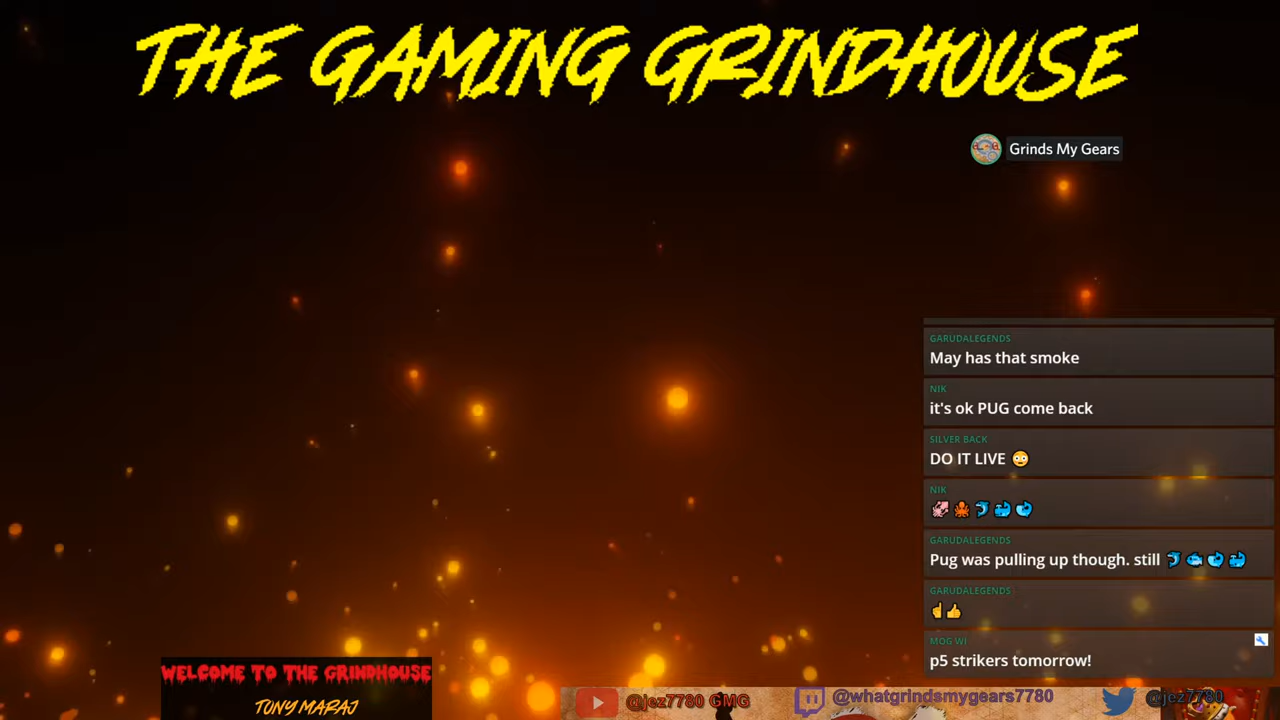 THE GAMING GRINDHOUSE
Grinds My Gears
GARUDALEGENDS
May has that smoke
NIK
it's ok PUG come back
SILVER BACK
DO IT LIVE 😳
NIK
🦑🐙🐬🐳🐋
GARUDALEGENDS
Pug was pulling up though. still 🐬🐟🐋🐳
GARUDALEGENDS
☝👍
MOG WI
p5 strikers tomorrow!
WELCOME TO THE GRINDHOUSE
TONY MARAJ
@jez7780 GMG
@whatgrindsmygears7780
@jez7780